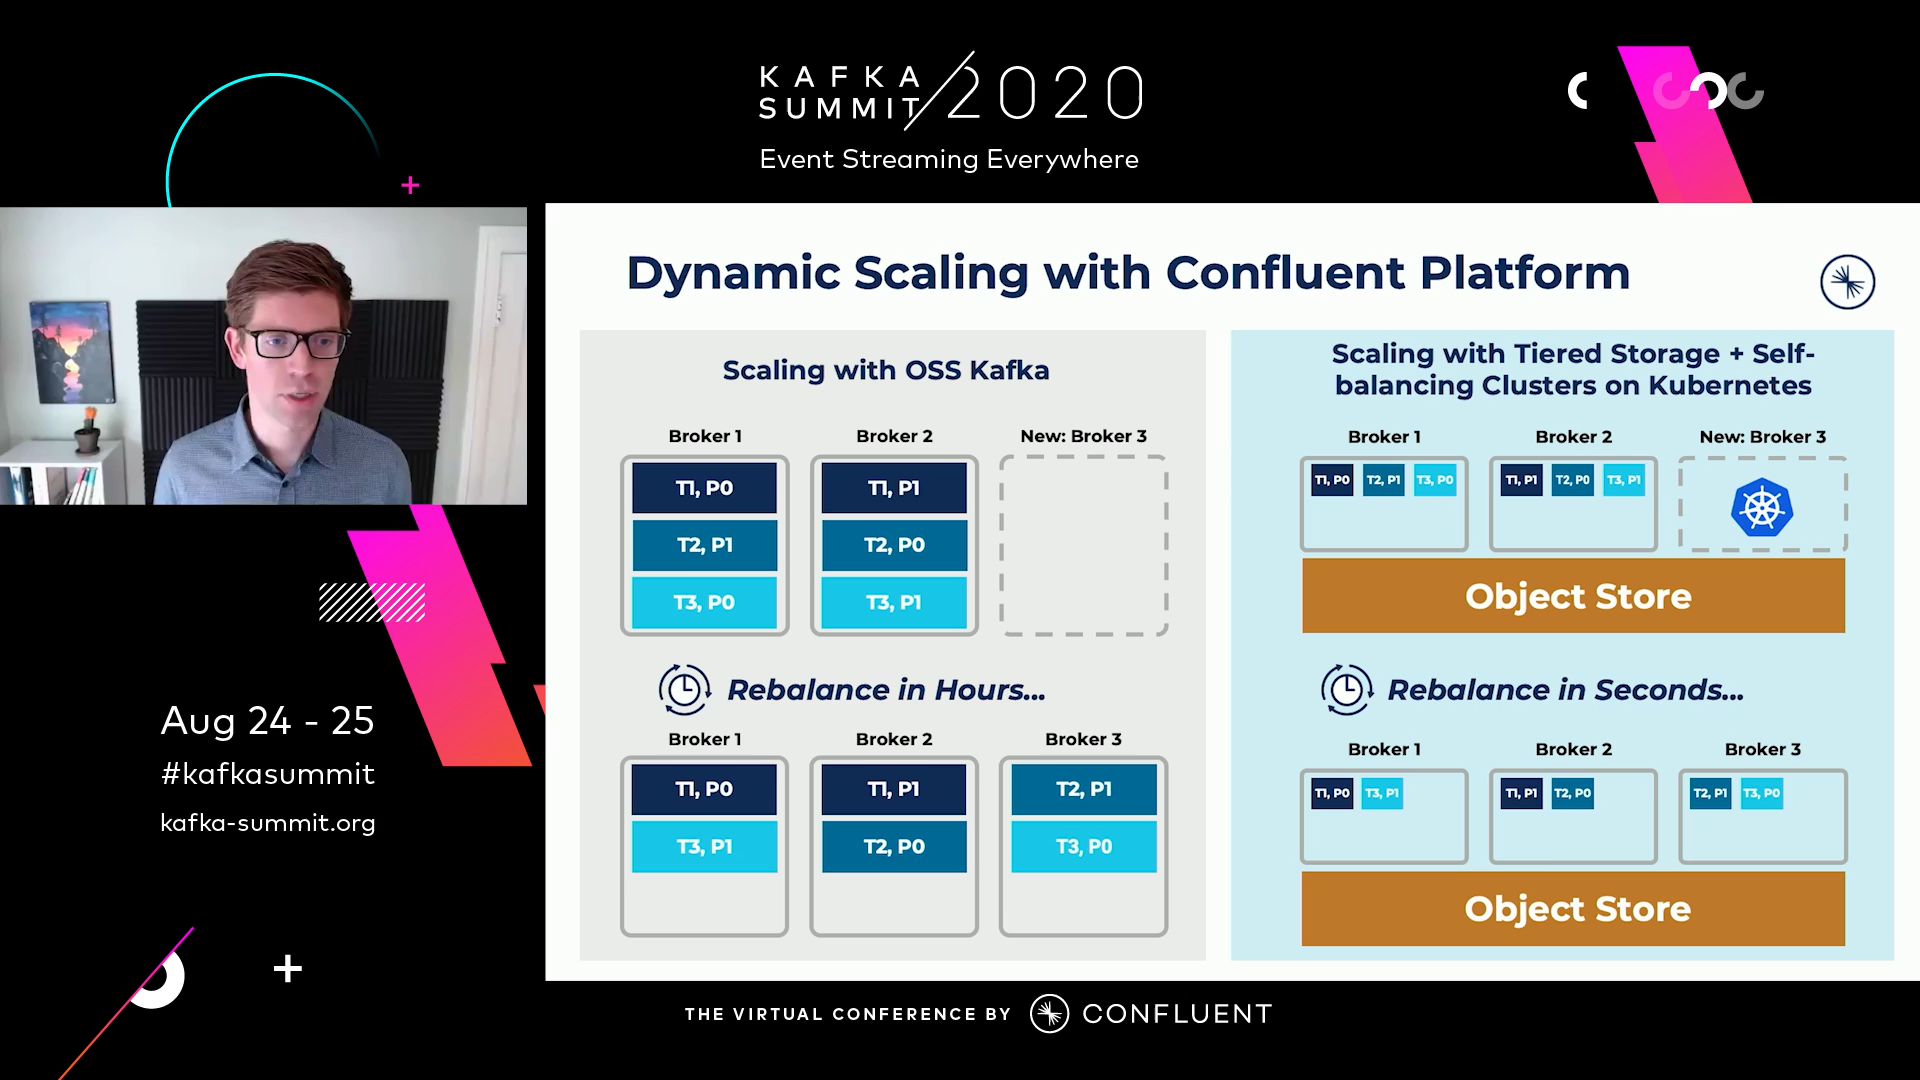 KAFKA
SUMMIT 2020
Event Streaming Everywhere
Dynamic Scaling with Confluent Platform
Scaling with OSS Kafka
Broker 1
Broker 2
New: Broker 3
T1, P0
T1, P1
T2, P1
T2, P0
T3, P0
T3, P1
Rebalance in Hours...
Broker 1
Broker 2
Broker 3
T1, P0
T1, P1
T2, P1
T3, P1
T2, P0
T3, P0
Scaling with Tiered Storage + Self-
balancing Clusters on Kubernetes
Broker 1
Broker 2
New: Broker 3
T1, P0
T2, P1
T3, P0
T1, P1
T2, P0
T3, P1
Object Store
Rebalance in Seconds...
Broker 1
Broker 2
Broker 3
T1, P0
T3, P1
T1, P1
T2, P0
T2, P1
T3, P0
Object Store
Aug 24 - 25
#kafkasummit
kafka-summit.org
THE VIRTUAL CONFERENCE BY
CONFLUENT